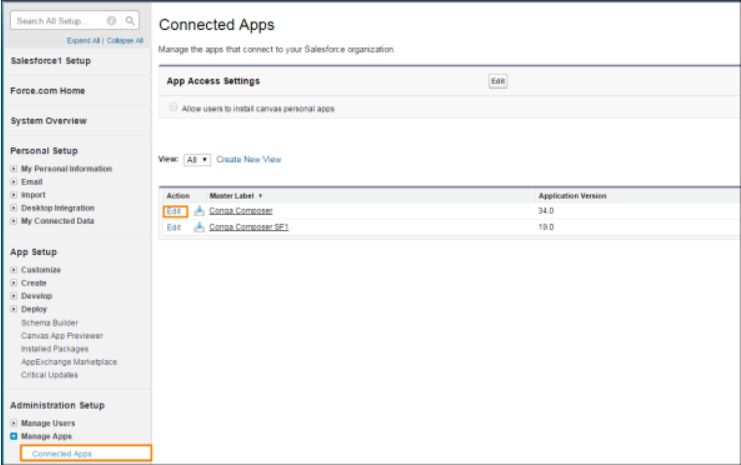 Search All Setup...
Expand All | Collapse All
Salesforce1 Setup
Force.com Home
System Overview
Personal Setup
My Personal Information
Email
Import
Desktop Integration
My Connected Data
App Setup
Customize
Create
Develop
Deploy
Schema Builder
Canvas App Previewer
Installed Packages
AppExchange Marketplace
Critical Updates
Administration Setup
Manage Users
Manage Apps
Connected Apps
Connected Apps
Manage the apps that connect to your Salesforce organization.
App Access Settings Edit
Allow users to install canvas personal apps
View: All Create New View
Action Master Label ↑ Application Version
Edit Conga Composer 34.0
Edit Conga Composer SF1 19.0